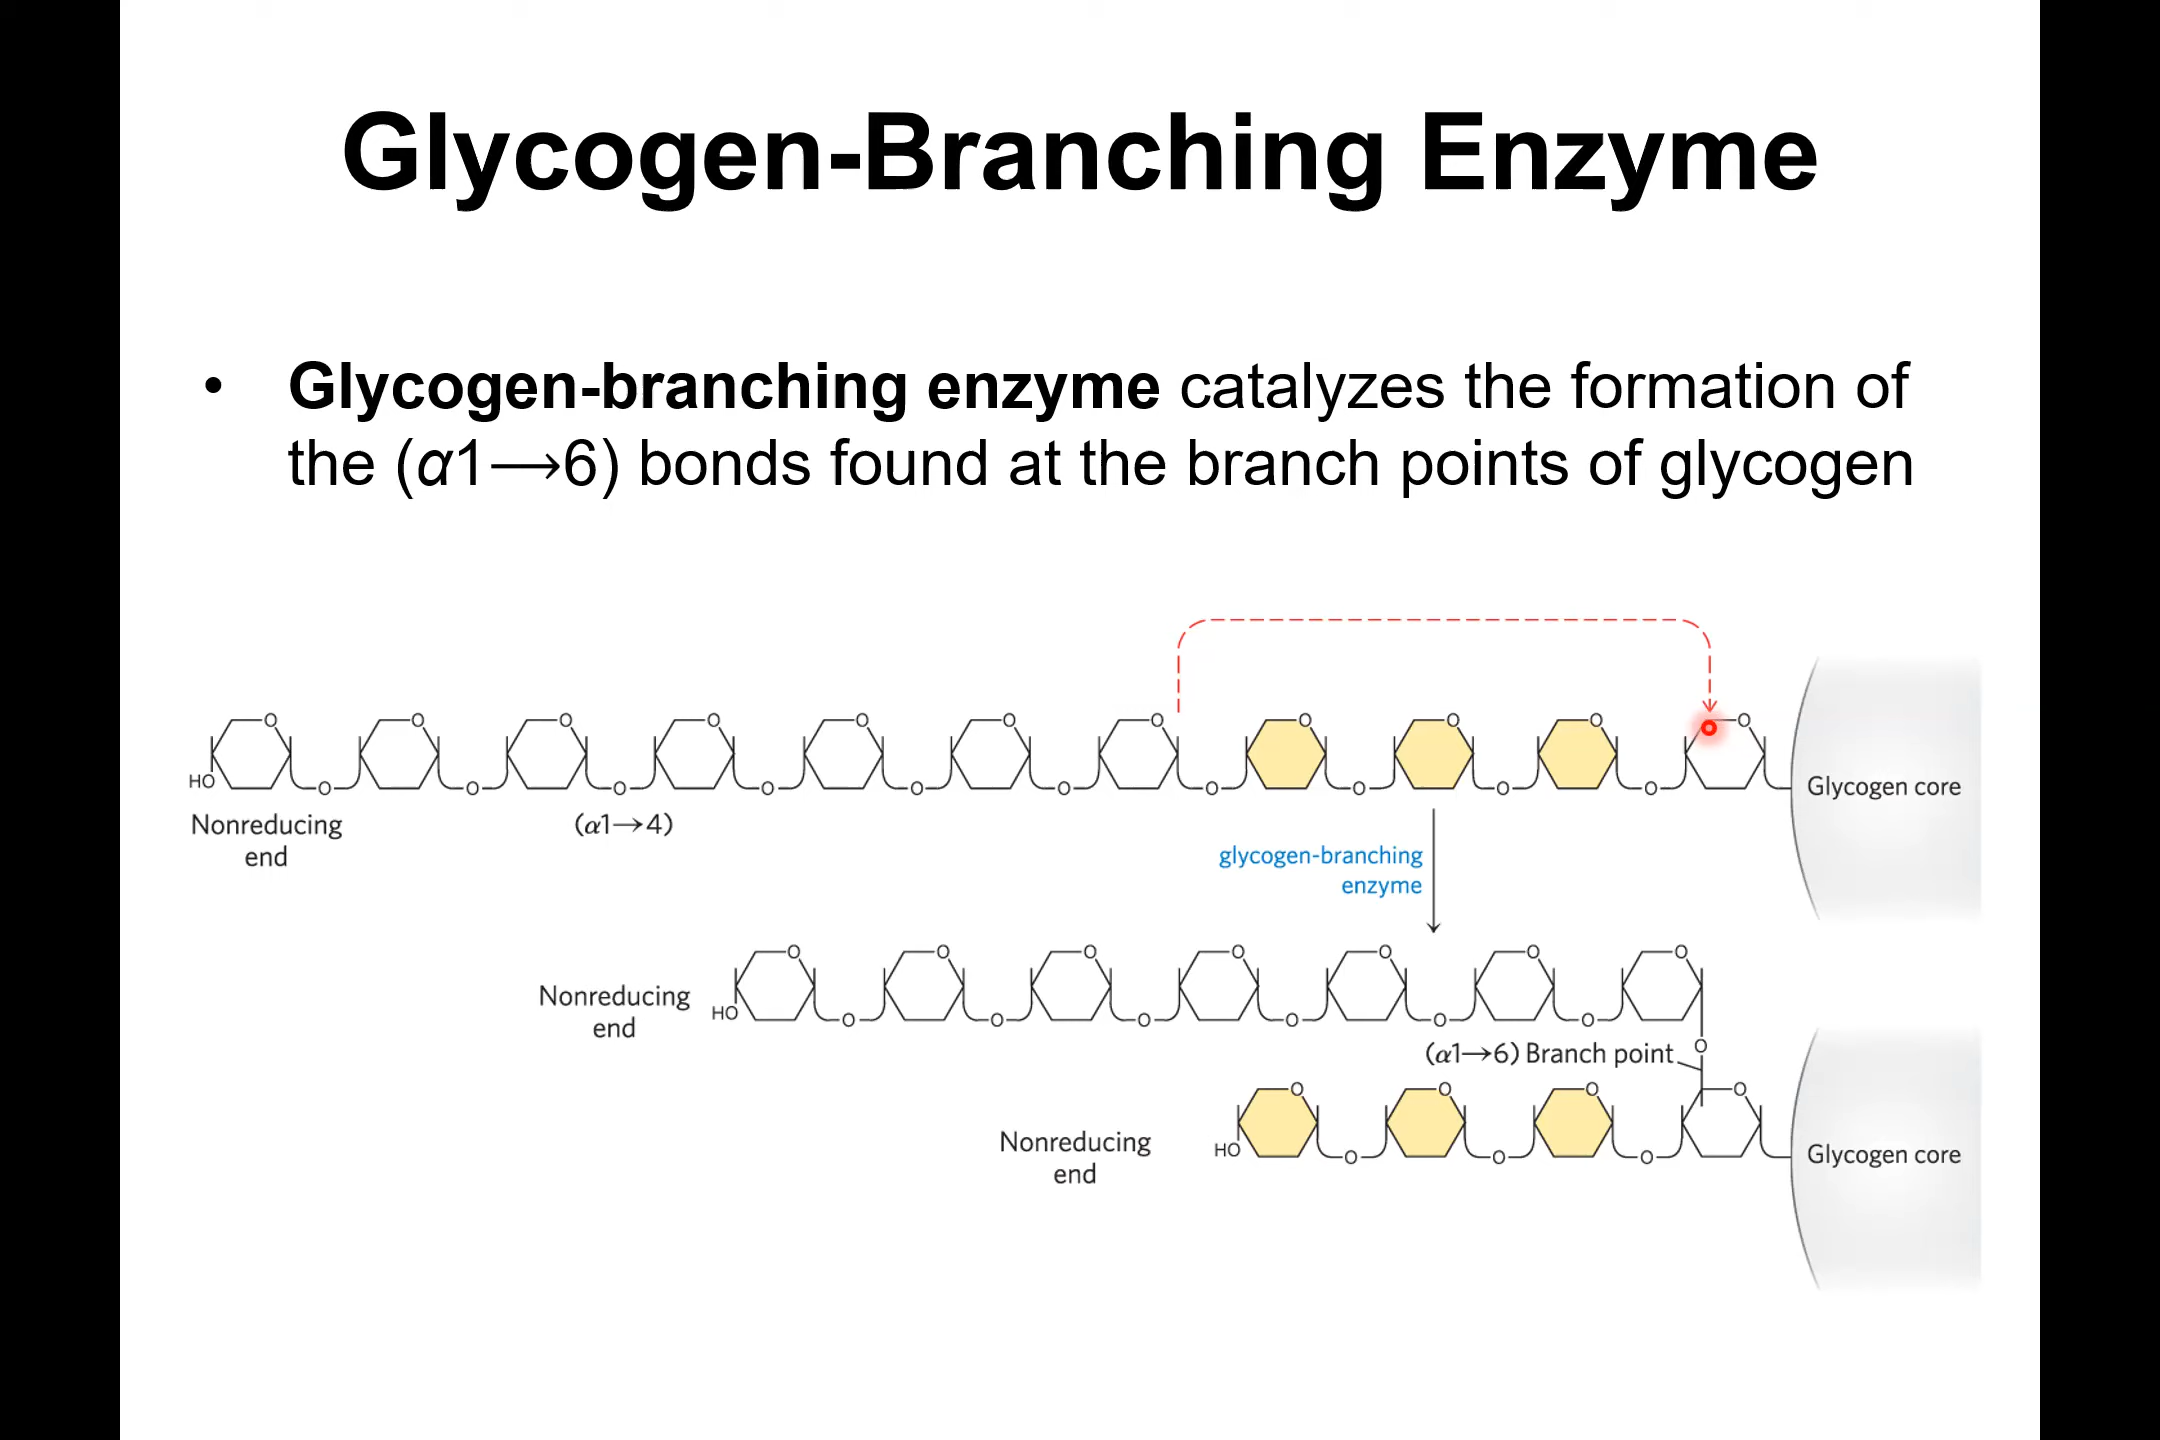 Glycogen-Branching Enzyme
• Glycogen-branching enzyme catalyzes the formation of
the (α1⟶6) bonds found at the branch points of glycogen
O O O O O O O O O O O
HO O O O O O O O O O O Glycogen core
Nonreducing
end
(α1→4)
glycogen-branching
enzyme
O O O O O O O
Nonreducing
end
HO O O O O O O
(α1→6) Branch point O
O O O O
Nonreducing
end
HO O O O Glycogen core